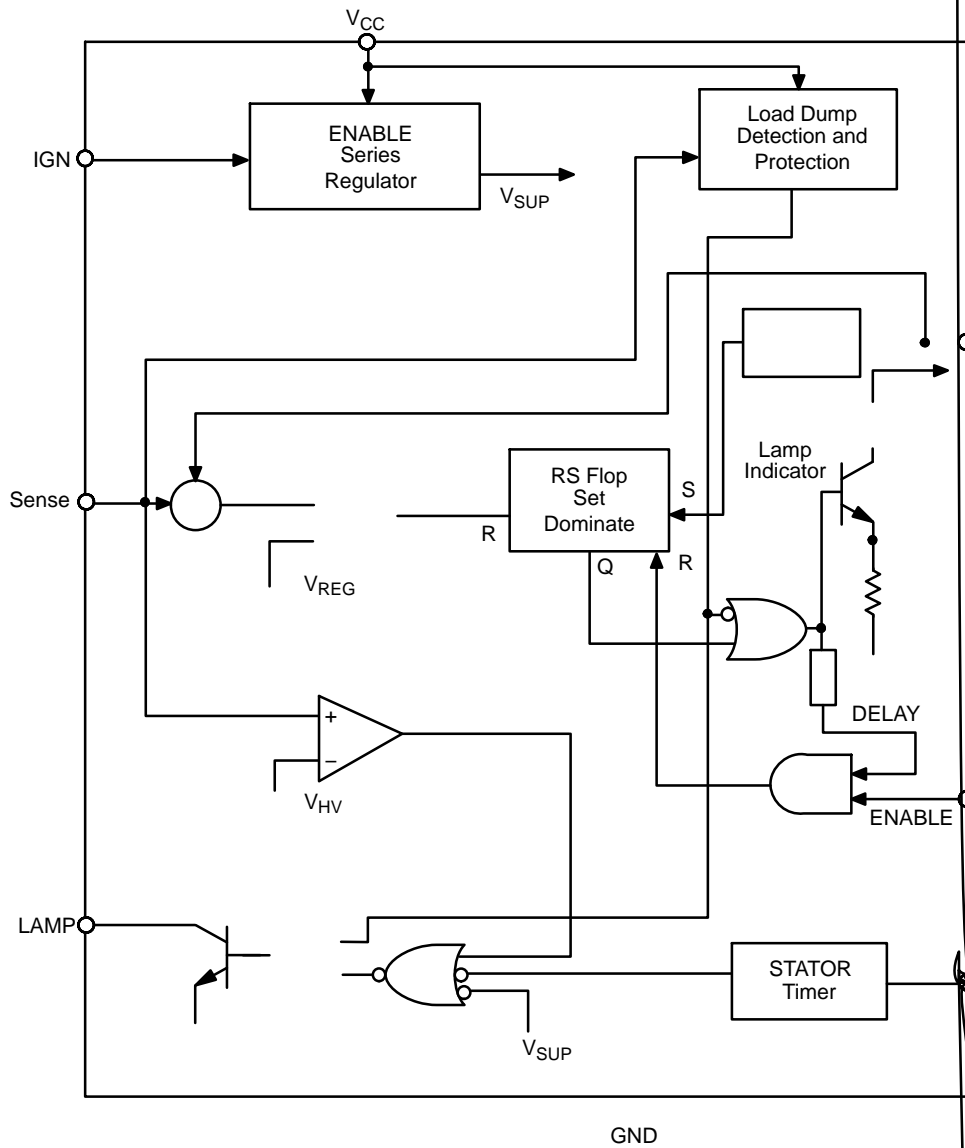 VCC
IGN
ENABLE
Series
Regulator
VSUP
Load Dump
Detection and
Protection
Sense
VREG
R
RS Flop
Set
Dominate
S
R
Q
Lamp
Indicator
DELAY
ENABLE
+
−
VHV
LAMP
VSUP
STATOR
Timer
GND